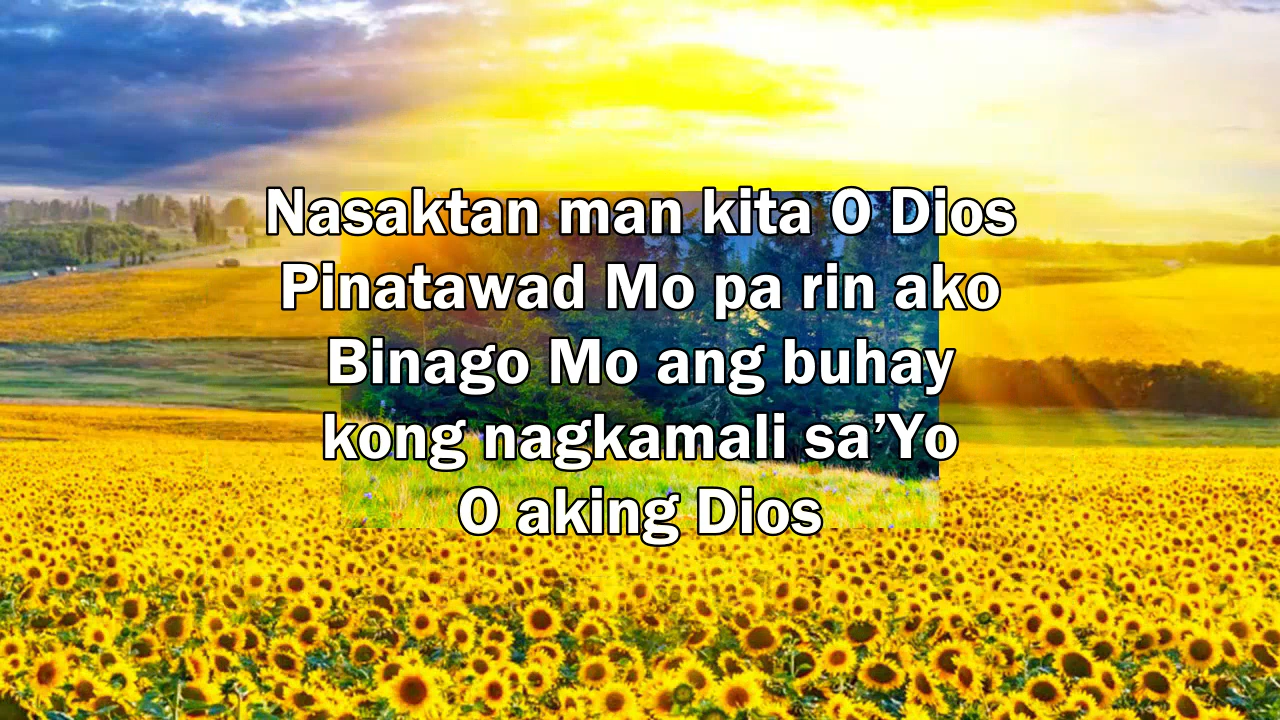 Nasaktan man kita O Dios
Pinatawad Mo pa rin ako
Binago Mo ang buhay
kong nagkamali sa’Yo
O aking Dios